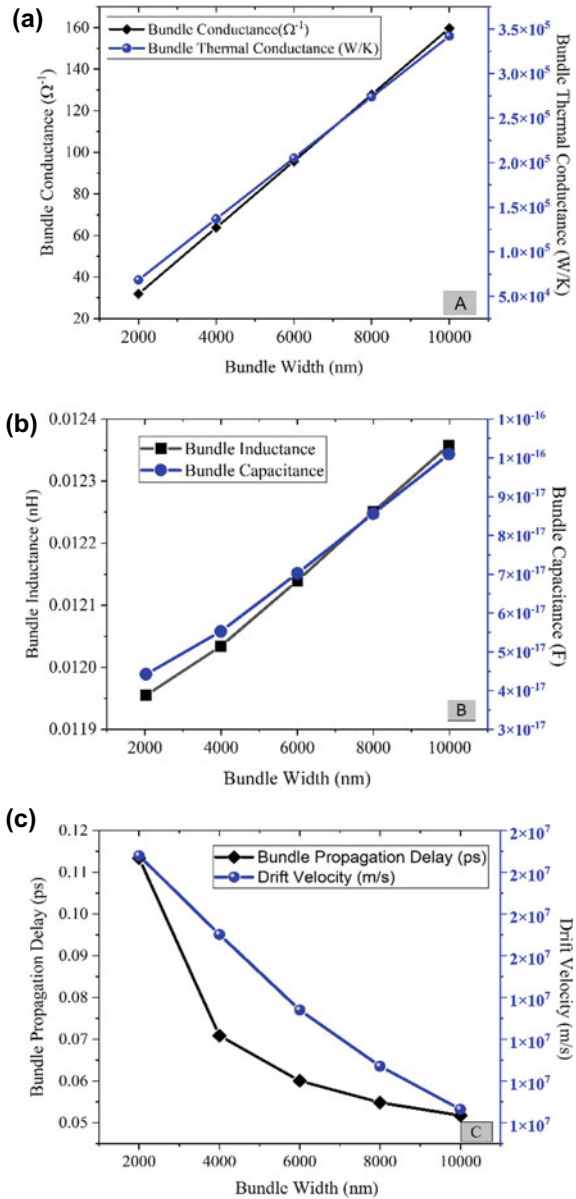 (a)
Bundle Conductance(Ω⁻¹)
Bundle Thermal Conductance (W/K)
160
140
120
100
80
60
40
20
Bundle Conductance (Ω⁻¹)
3.5×10⁵
3.0×10⁵
2.5×10⁵
2.0×10⁵
1.5×10⁵
1.0×10⁵
5.0×10⁴
Bundle Thermal Conductance (W/K)
A
2000 4000 6000 8000 10000
Bundle Width (nm)
(b)
Bundle Inductance
Bundle Capacitance
0.0124
0.0123
0.0122
0.0121
0.0120
0.0119
Bundle Inductance (nH)
1×10⁻¹⁶
1×10⁻¹⁶
9×10⁻¹⁷
8×10⁻¹⁷
7×10⁻¹⁷
5×10⁻¹⁷
4×10⁻¹⁷
3×10⁻¹⁷
Bundle Capacitance (F)
B
2000 4000 6000 8000 10000
Bundle Width (nm)
(c)
Bundle Propagation Delay (ps)
Drift Velocity (m/s)
0.12
0.11
0.10
0.09
0.08
0.07
0.06
0.05
Bundle Propagation Delay (ps)
2×10⁷
2×10⁷
2×10⁷
2×10⁷
1×10⁷
1×10⁷
1×10⁷
1×10⁷
Drift Velocity (m/s)
C
2000 4000 6000 8000 10000
Bundle Width (nm)